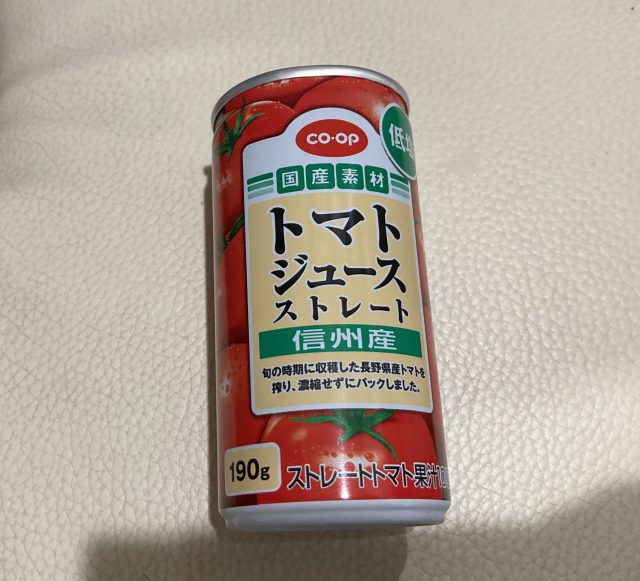 CO·OP
低塩
国産素材
トマト
ジュース
ストレート
信州産
旬の時期に収穫した長野県産トマトを
搾り、濃縮せずにパックしました。
190g
ストレートトマト果汁100